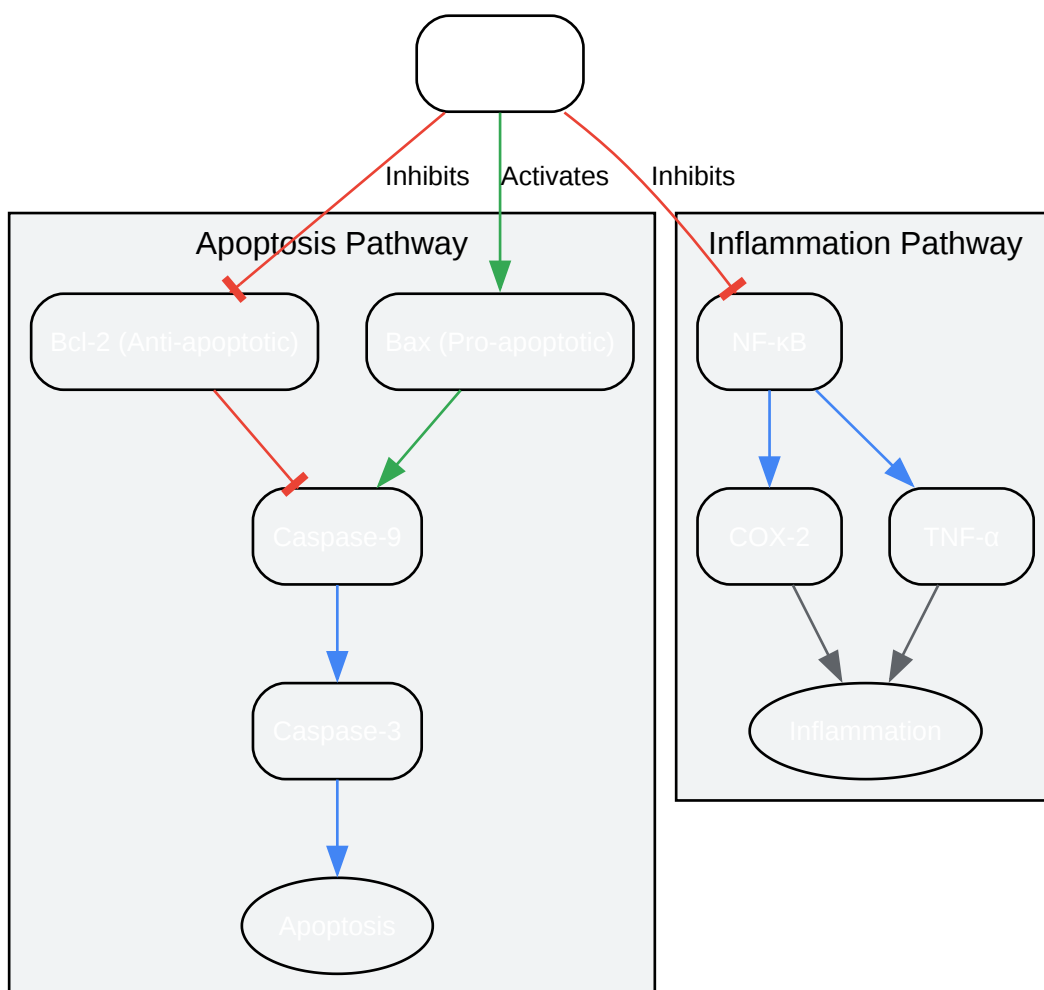 Inhibits
Activates
Inhibits
Apoptosis Pathway
Inflammation Pathway
Bcl-2 (Anti-apoptotic)
Bax (Pro-apoptotic)
NF-κB
Caspase-9
COX-2
TNF-α
Caspase-3
Inflammation
Apoptosis